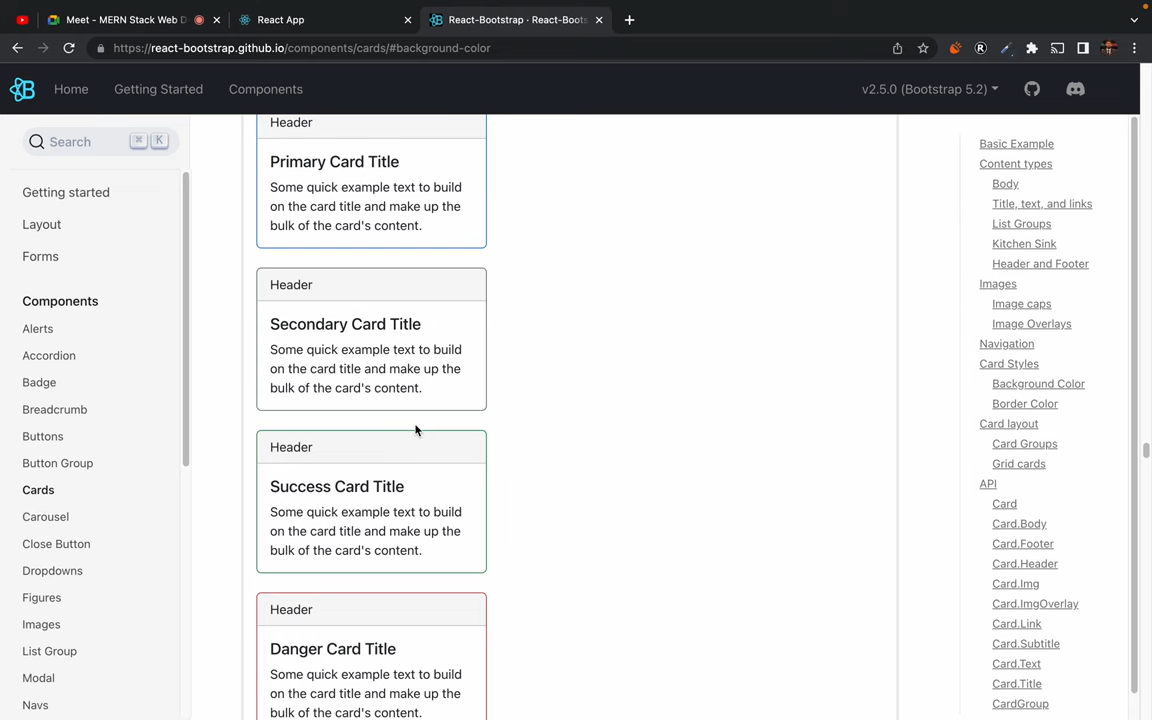 Meet - MERN Stack Web D
React App
React-Bootstrap · React-Boots
https://react-bootstrap.github.io/components/cards/#background-color
Home
Getting Started
Components
v2.5.0 (Bootstrap 5.2)
Search
⌘ K
Getting started
Layout
Forms
Components
Alerts
Accordion
Badge
Breadcrumb
Buttons
Button Group
Cards
Carousel
Close Button
Dropdowns
Figures
Images
List Group
Modal
Navs
Header
Primary Card Title
Some quick example text to build
on the card title and make up the
bulk of the card's content.
Header
Secondary Card Title
Some quick example text to build
on the card title and make up the
bulk of the card's content.
Header
Success Card Title
Some quick example text to build
on the card title and make up the
bulk of the card's content.
Header
Danger Card Title
Some quick example text to build
on the card title and make up the
bulk of the card's content.
Basic Example
Content types
Body
Title, text, and links
List Groups
Kitchen Sink
Header and Footer
Images
Image caps
Image Overlays
Navigation
Card Styles
Background Color
Border Color
Card layout
Card Groups
Grid cards
API
Card
Card.Body
Card.Footer
Card.Header
Card.Img
Card.ImgOverlay
Card.Link
Card.Subtitle
Card.Text
Card.Title
CardGroup